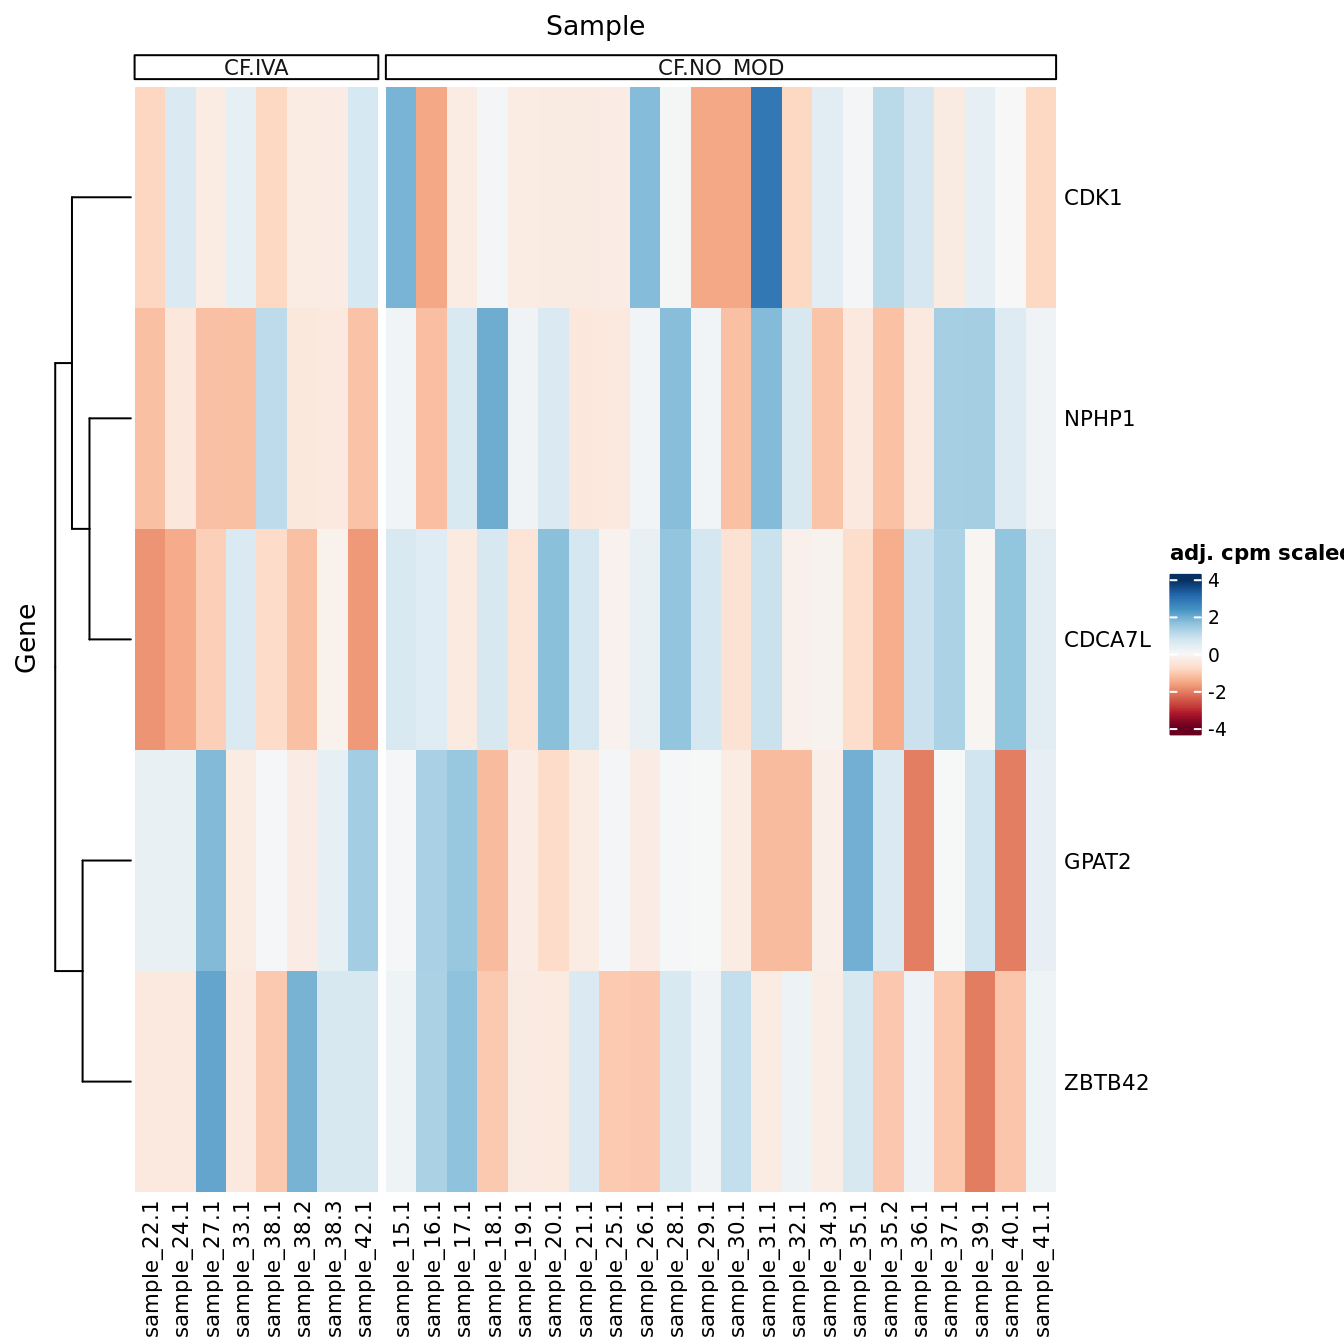 Sample
CF.IVA CF.NO_MOD
CDK1
NPHP1
CDCA7L
GPAT2
ZBTB42
Gene
adj. cpm scaled
4
2
0
-2
-4
sample_22.1
sample_24.1
sample_27.1
sample_33.1
sample_38.1
sample_38.2
sample_38.3
sample_42.1
sample_15.1
sample_16.1
sample_17.1
sample_18.1
sample_19.1
sample_20.1
sample_21.1
sample_25.1
sample_26.1
sample_28.1
sample_29.1
sample_30.1
sample_31.1
sample_32.1
sample_34.3
sample_35.1
sample_35.2
sample_36.1
sample_37.1
sample_39.1
sample_40.1
sample_41.1